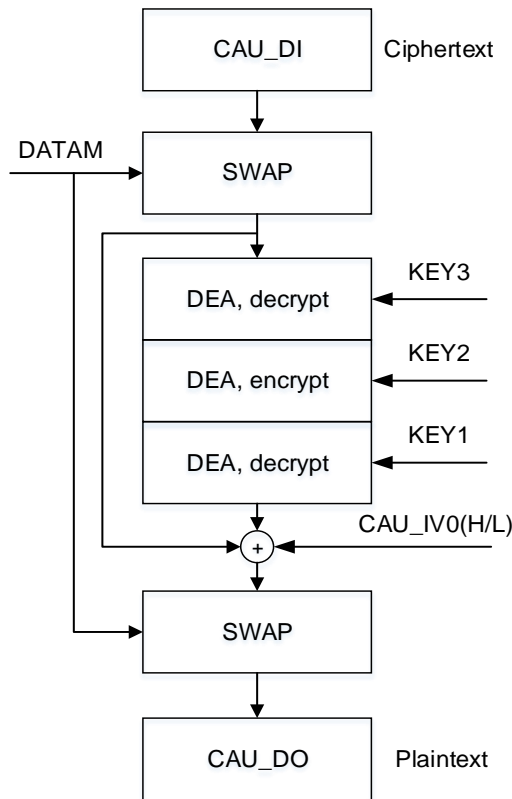 CAU_DI
Ciphertext
DATAM
SWAP
KEY3
DEA, decrypt
KEY2
DEA, encrypt
KEY1
DEA, decrypt
CAU_IV0(H/L)
+
SWAP
CAU_DO
Plaintext